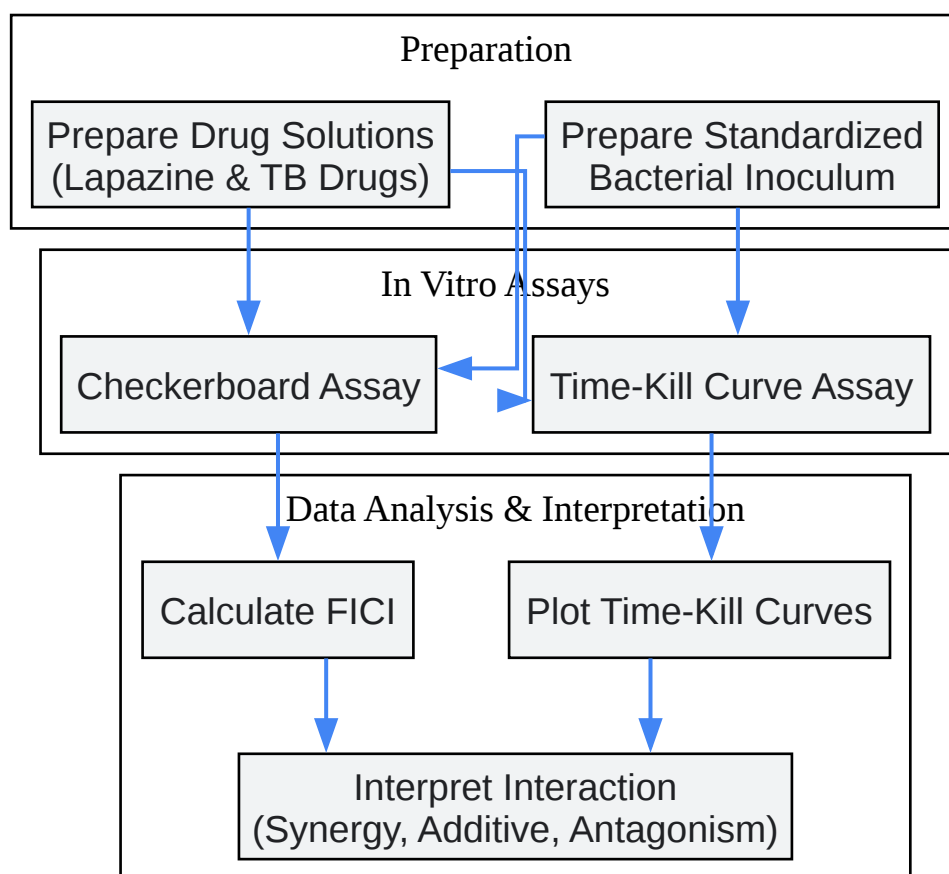 Preparation
Prepare Drug Solutions
(Lapazine & TB Drugs)
Prepare Standardized
Bacterial Inoculum
In Vitro Assays
Checkerboard Assay
Time-Kill Curve Assay
Data Analysis & Interpretation
Calculate FICI
Plot Time-Kill Curves
Interpret Interaction
(Synergy, Additive, Antagonism)